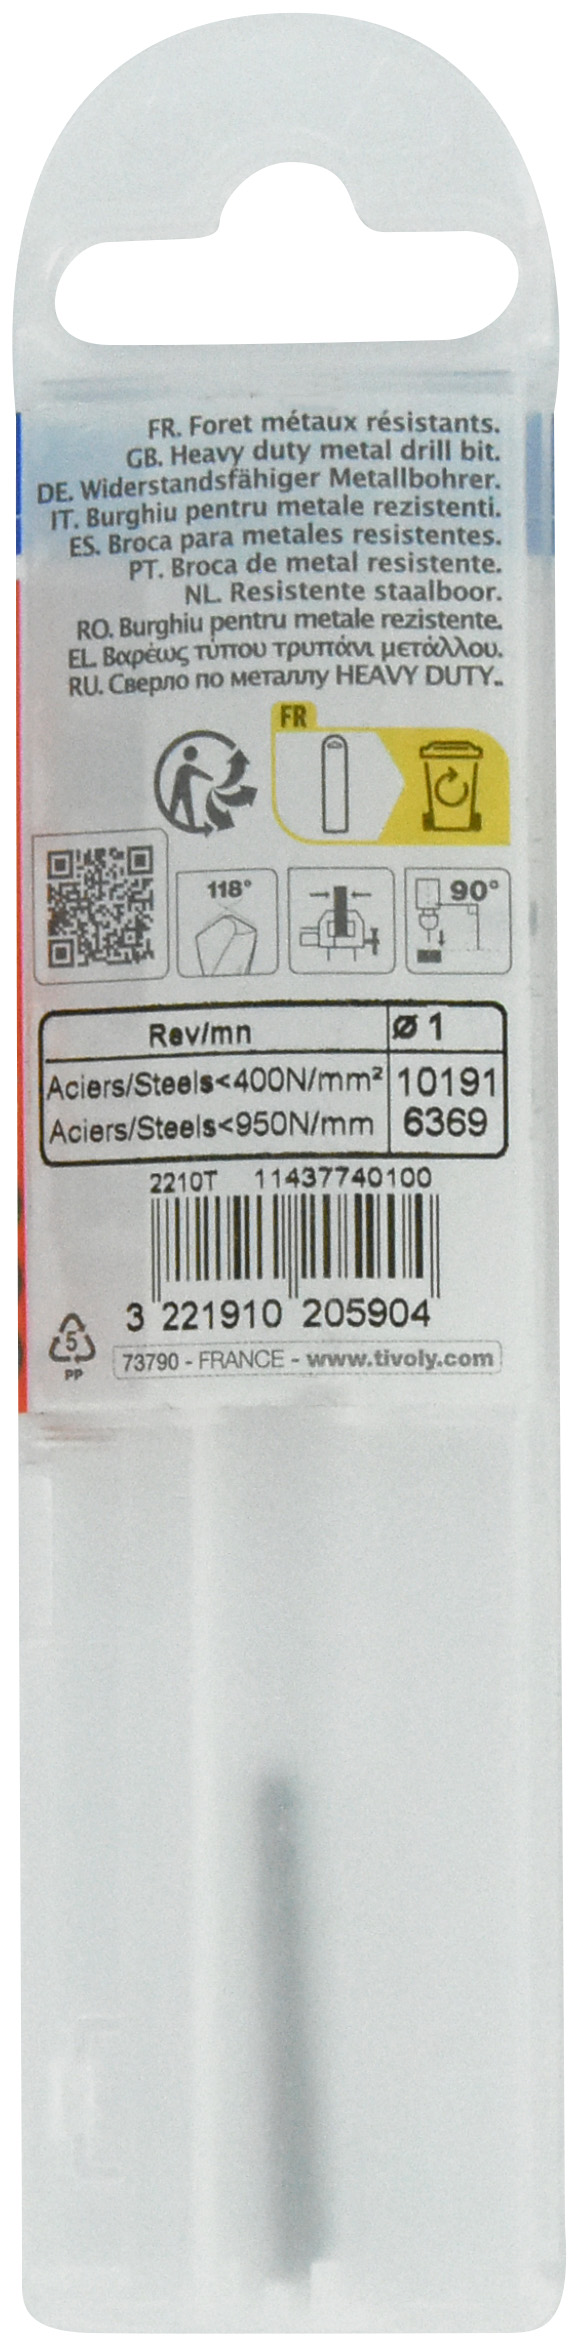 FR. Foret métaux résistants.
GB. Heavy duty metal drill bit.
DE. Widerstandsfähiger Metallbohrer.
IT. Burghiu pentru metale rezistenti.
ES. Broca para metales resistentes.
PT. Broca de metal resistente.
NL. Resistente staalboor.
RO. Burghiu pentru metale rezistente.
EL. Βαρέως τύπου τρυπάνι μετάλλου.
RU. Сверло по металлу HEAVY DUTY..
FR
118° 90°
Rev/mn ø 1
Aciers/Steels<400N/mm² 10191
Aciers/Steels<950N/mm 6369
2210T 11437740100
3 221910 205904
5
PP
73790 - FRANCE - www.tivoly.com